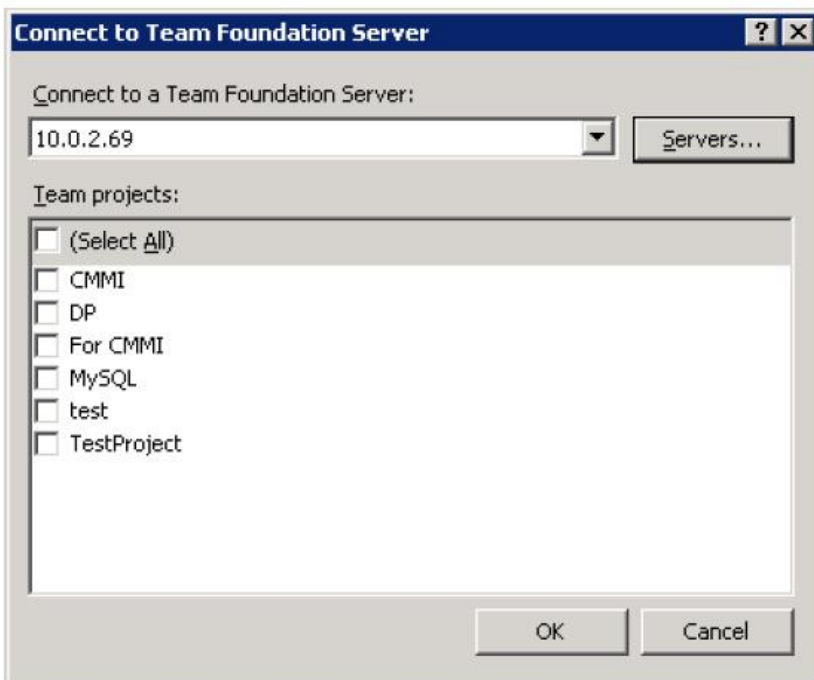 Connect to Team Foundation Server
Connect to a Team Foundation Server:
10.0.2.69
Servers...
Team projects:
(Select All)
CMMI
DP
For CMMI
MySQL
test
TestProject
OK
Cancel